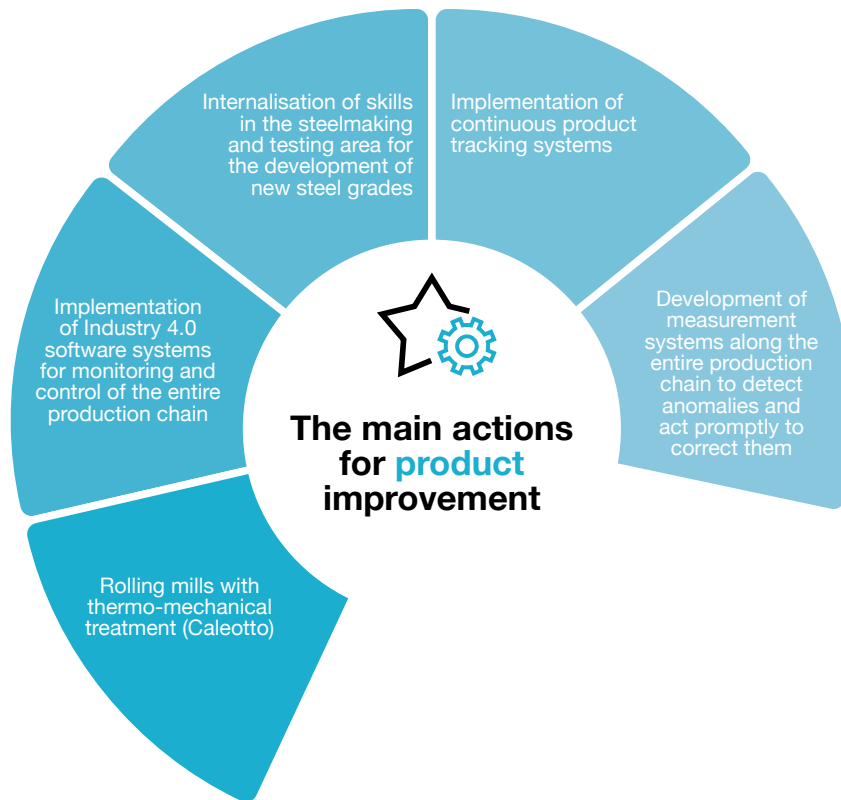 Internalisation of skills
in the steelmaking
and testing area for
the development of
new steel grades
Implementation of
continuous product
tracking systems
Implementation
of Industry 4.0
software systems
for monitoring and
control of the entire
production chain
Development of
measurement
systems along the
entire production
chain to detect
anomalies and
act promptly to
correct them
The main actions
for product
improvement
Rolling mills with
thermo-mechanical
treatment (Caleotto)